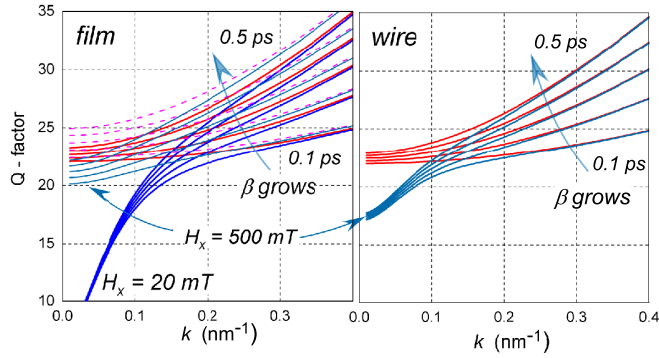 film
wire
0.5 ps
0.5 ps
0.1 ps
0.1 ps
β grows
β grows
Hx = 500 mT
Hx = 20 mT
Q - factor
35
30
25
20
15
10
0.0 0.1 0.2 0.3
0.0 0.1 0.2 0.3 0.4
k (nm-1)
k (nm-1)